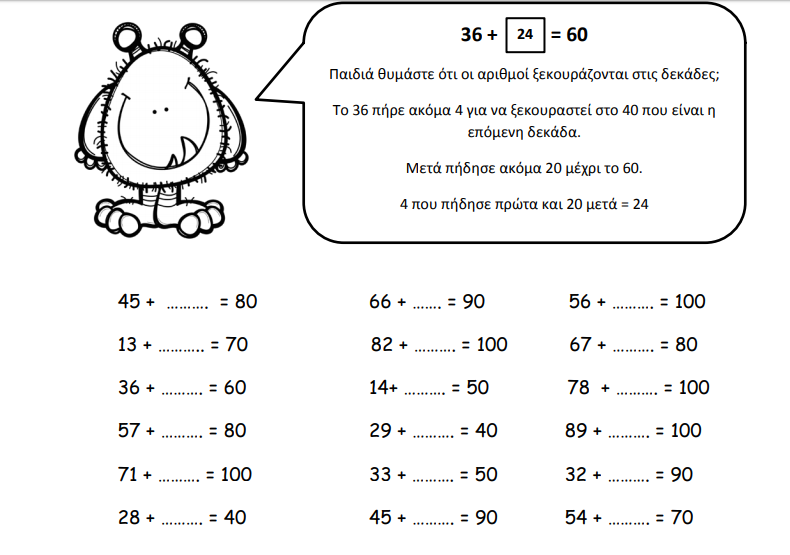 36 + 24 = 60
Παιδιά θυμάστε ότι οι αριθμοί ξεκουράζονται στις δεκάδες;
Το 36 πήρε ακόμα 4 για να ξεκουραστεί στο 40 που είναι η
επόμενη δεκάδα.
Μετά πήδησε ακόμα 20 μέχρι το 60.
4 που πήδησε πρώτα και 20 μετά = 24
45 + ………. = 80 66 + ……. = 90 56 + ………. = 100
13 + ……….. = 70 82 + ………. = 100 67 + ………. = 80
36 + ………. = 60 14+ ………. = 50 78 + ………. = 100
57 + ………. = 80 29 + ………. = 40 89 + ………. = 100
71 + ………. = 100 33 + ………. = 50 32 + ………. = 90
28 + ………. = 40 45 + ………. = 90 54 + ………. = 70